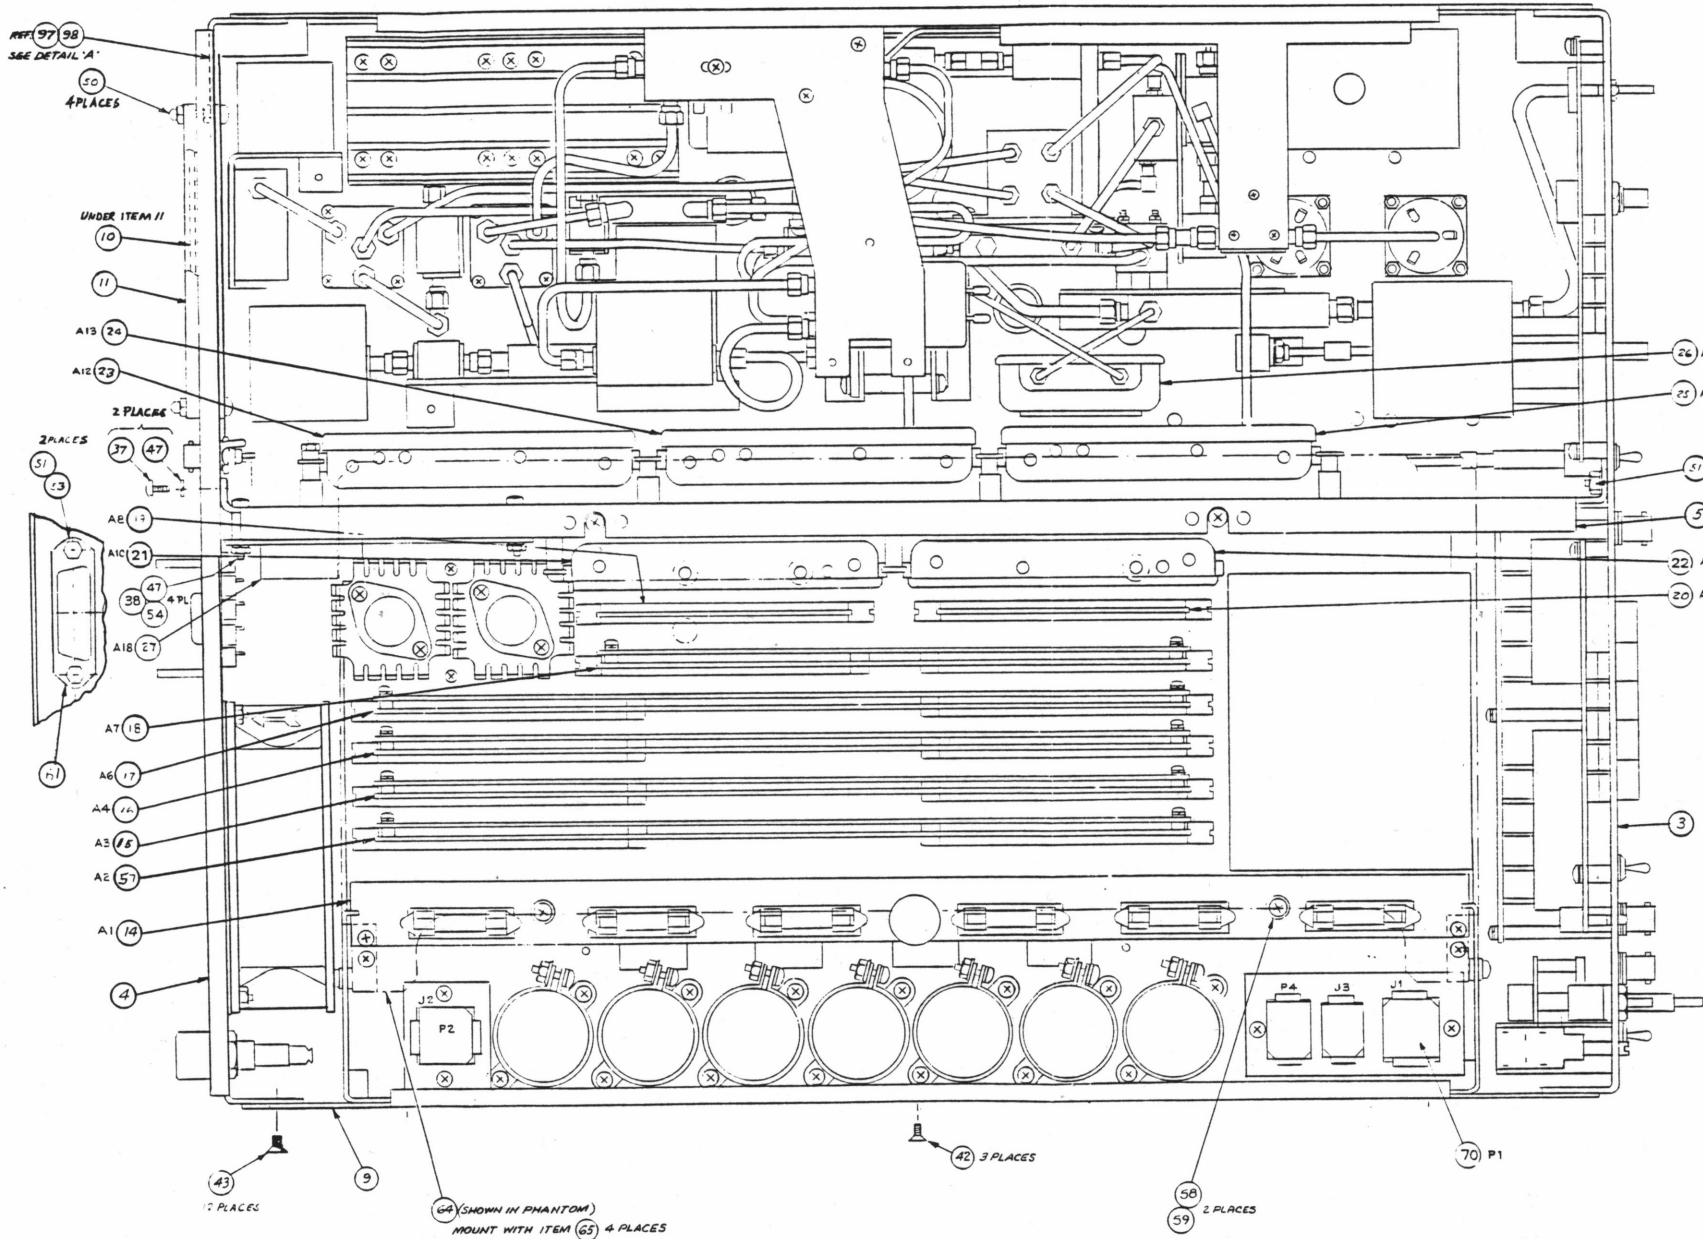 REF. 97 98
SEE DETAIL 'A'
50
4 PLACES
UNDER ITEM 11
10
11
A13 24
A12 23
2 PLACES
37 47
2 PLACES
51
53
A8 19
A10 21
47
38 4 PL
54
A18 27
61
A7 18
A6 17
A4 16
A3 15
A2 57
A1 14
4
26 A
25 A
51
5
22 A
20 A
3
J2
P2
P4
J3
J1
43
PLACES
9
64 (SHOWN IN PHANTOM)
MOUNT WITH ITEM 65 4 PLACES
42 3 PLACES
58
59
2 PLACES
70 P1